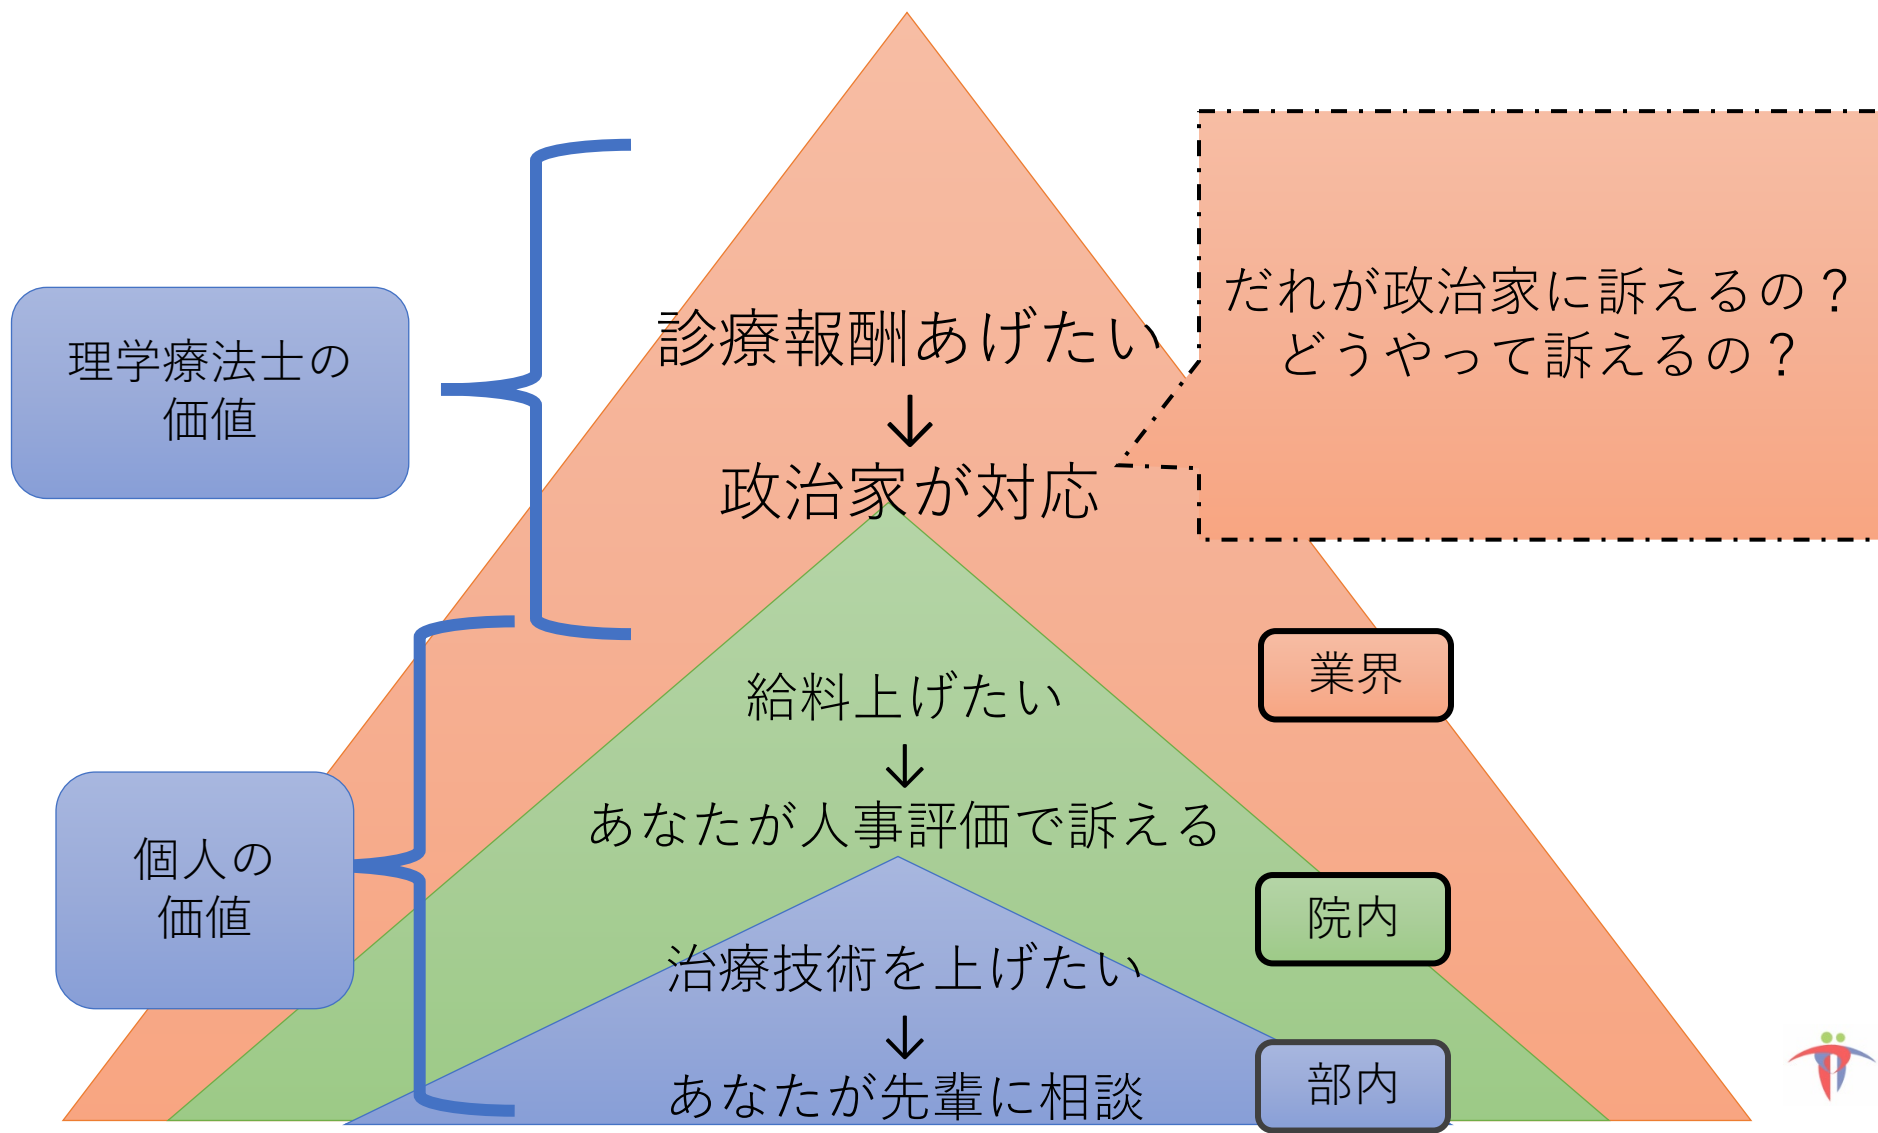 診療報酬あげたい
↓
政治家が対応
だれが政治家に訴えるの？
どうやって訴えるの？
理学療法士の
価値
給料上げたい
↓
あなたが人事評価で訴える
業界
個人の
価値
院内
治療技術を上げたい
↓
あなたが先輩に相談
部内